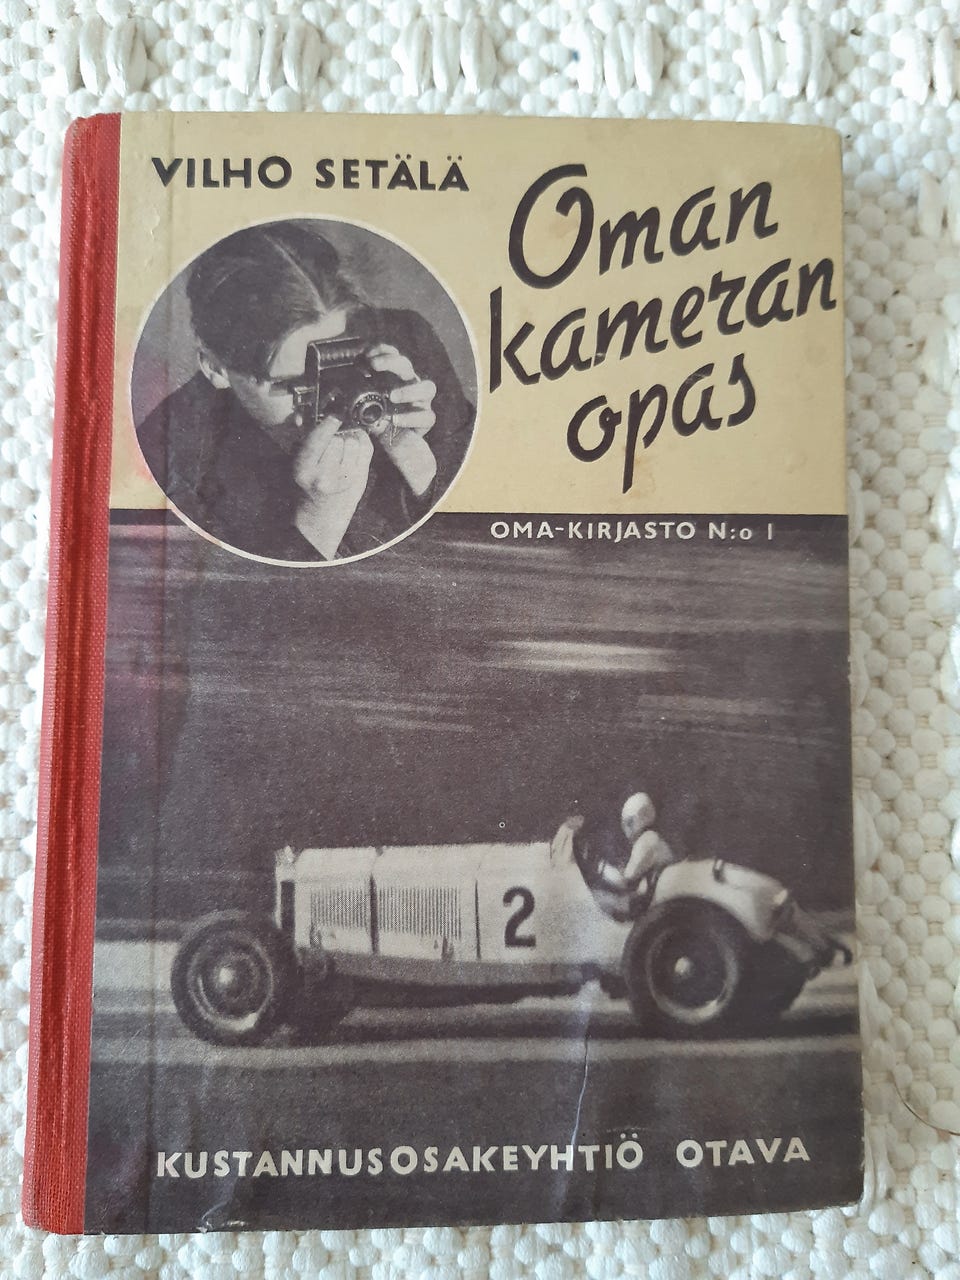 VILHO SETÄLÄ
Oman
kameran
opas
OMA-KIRJASTO N:o 1
2
KUSTANNUSOSAKEYHTIÖ OTAVA